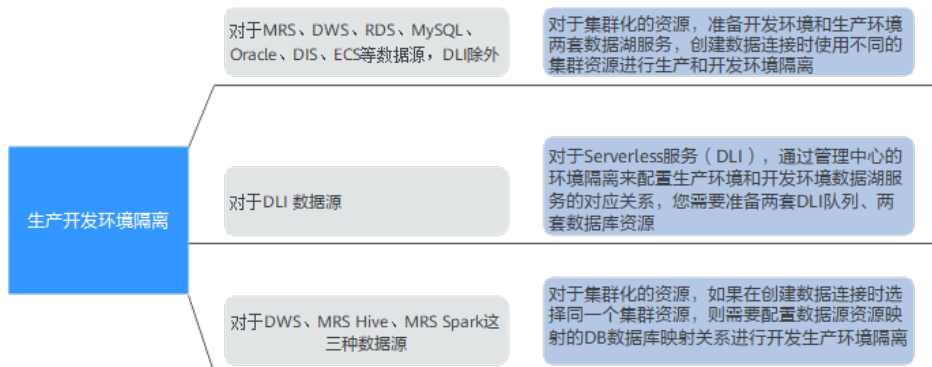 对于MRS、DWS、RDS、MySQL、
Oracle、DIS、ECS等数据源，DLI除外
对于集群化的资源，准备开发环境和生产环境
两套数据湖服务，创建数据连接时使用不同的
集群资源进行生产和开发环境隔离
生产开发环境隔离
对于DLI 数据源
对于Serverless服务（DLI），通过管理中心的
环境隔离来配置生产环境和开发环境数据湖服
务的对应关系，您需要准备两套DLI队列、两
套数据库资源
对于DWS、MRS Hive、MRS Spark这
三种数据源
对于集群化的资源，如果在创建数据连接时选
择同一个集群资源，则需要配置数据源资源映
射的DB数据库映射关系进行开发生产环境隔离